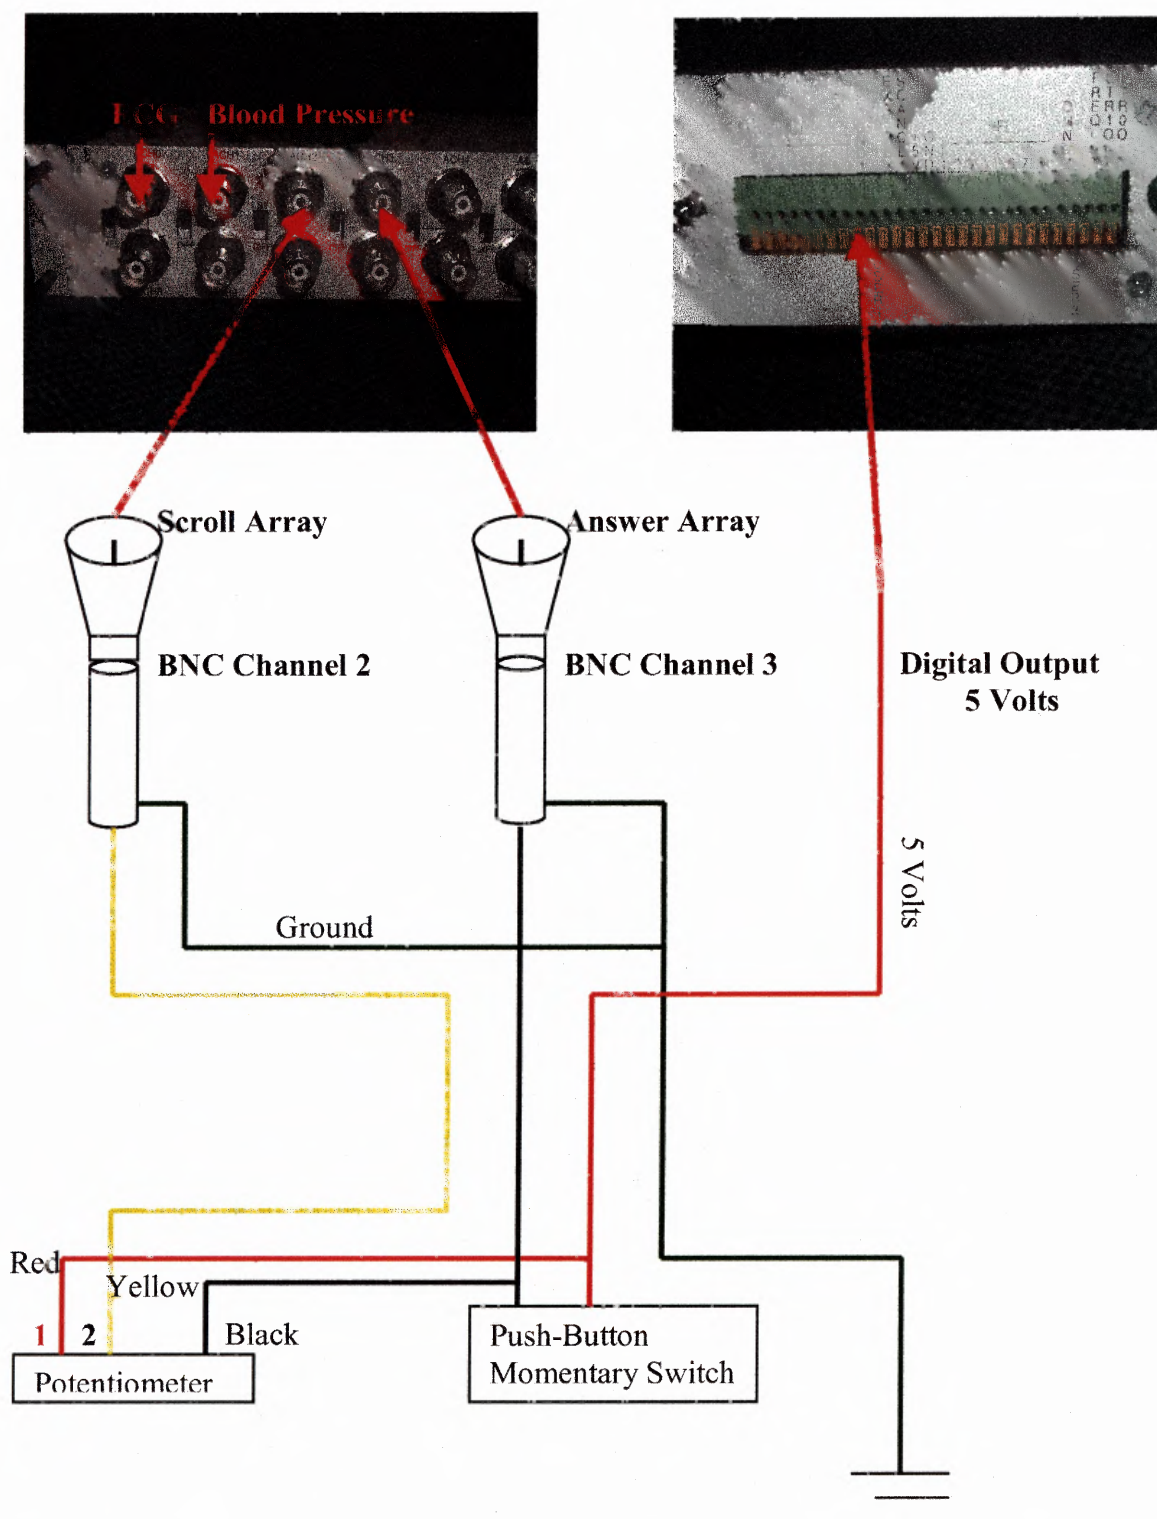 ECG Blood Pressure
Scroll Array
Answer Array
BNC Channel 2
BNC Channel 3
Digital Output
5 Volts
5 Volts
Ground
Red
Yellow
1 2
Black
Push-Button
Momentary Switch
Potentiometer